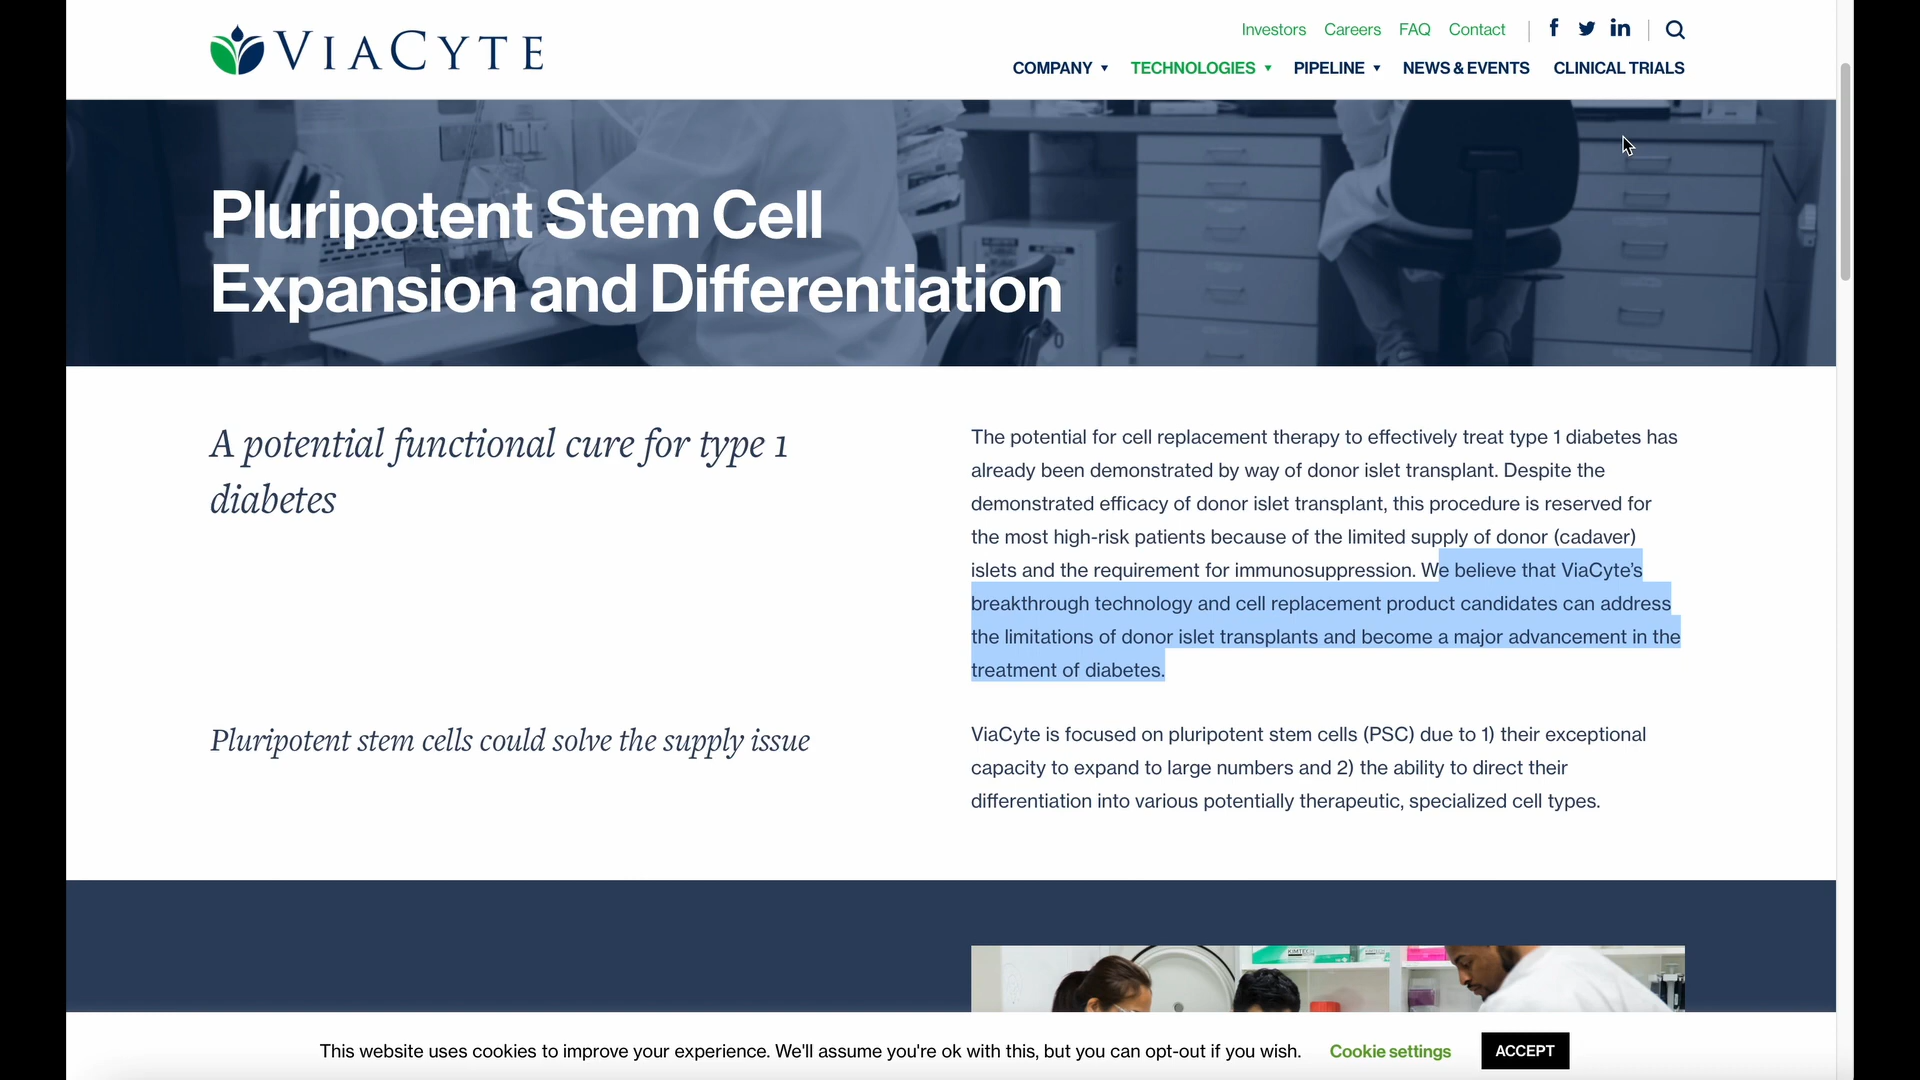 VIACYTE
Investors Careers FAQ Contact
COMPANY TECHNOLOGIES PIPELINE NEWS & EVENTS CLINICAL TRIALS
Pluripotent Stem Cell
Expansion and Differentiation
A potential functional cure for type 1
diabetes
The potential for cell replacement therapy to effectively treat type 1 diabetes has
already been demonstrated by way of donor islet transplant. Despite the
demonstrated efficacy of donor islet transplant, this procedure is reserved for
the most high-risk patients because of the limited supply of donor (cadaver)
islets and the requirement for immunosuppression. We believe that ViaCyte’s
breakthrough technology and cell replacement product candidates can address
the limitations of donor islet transplants and become a major advancement in the
treatment of diabetes.
Pluripotent stem cells could solve the supply issue
ViaCyte is focused on pluripotent stem cells (PSC) due to 1) their exceptional
capacity to expand to large numbers and 2) the ability to direct their
differentiation into various potentially therapeutic, specialized cell types.
KIMTECH
This website uses cookies to improve your experience. We'll assume you're ok with this, but you can opt-out if you wish. Cookie settings ACCEPT